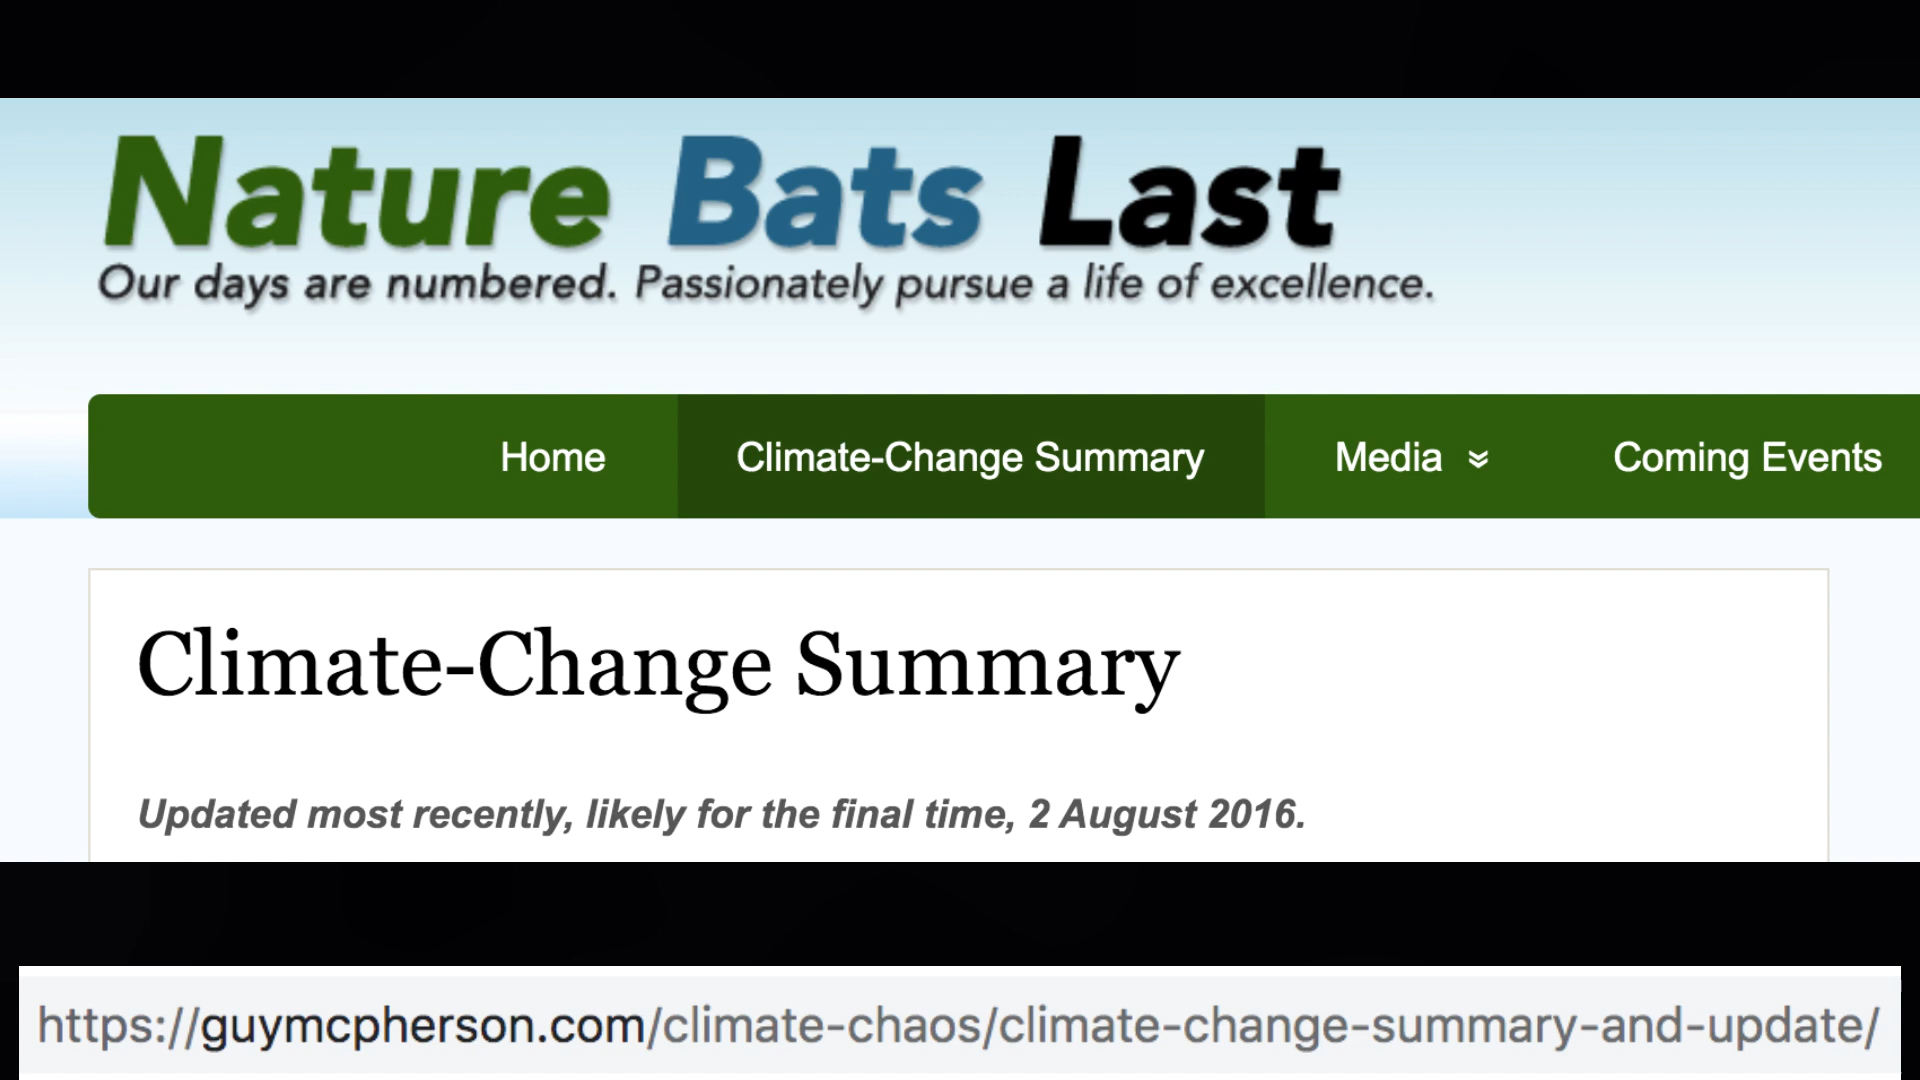 Nature Bats Last
Our days are numbered. Passionately pursue a life of excellence.
Home Climate-Change Summary Media Coming Events
Climate-Change Summary
Updated most recently, likely for the final time, 2 August 2016.
https://guymcpherson.com/climate-chaos/climate-change-summary-and-update/